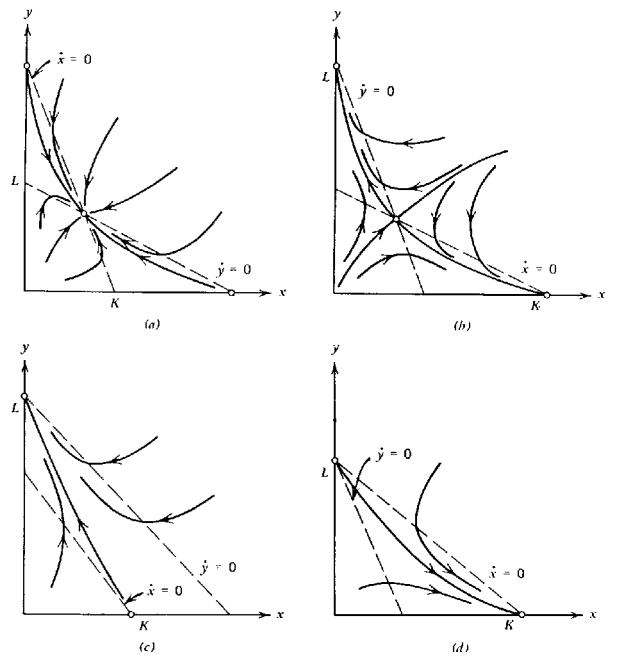 y
ẋ = 0
L
ẏ = 0
K
x
(a)
y
L
ẏ = 0
ẋ = 0
K
x
(b)
y
L
ẏ = 0
ẋ = 0
K
x
(c)
y
L
ẏ = 0
ẋ = 0
K
x
(d)